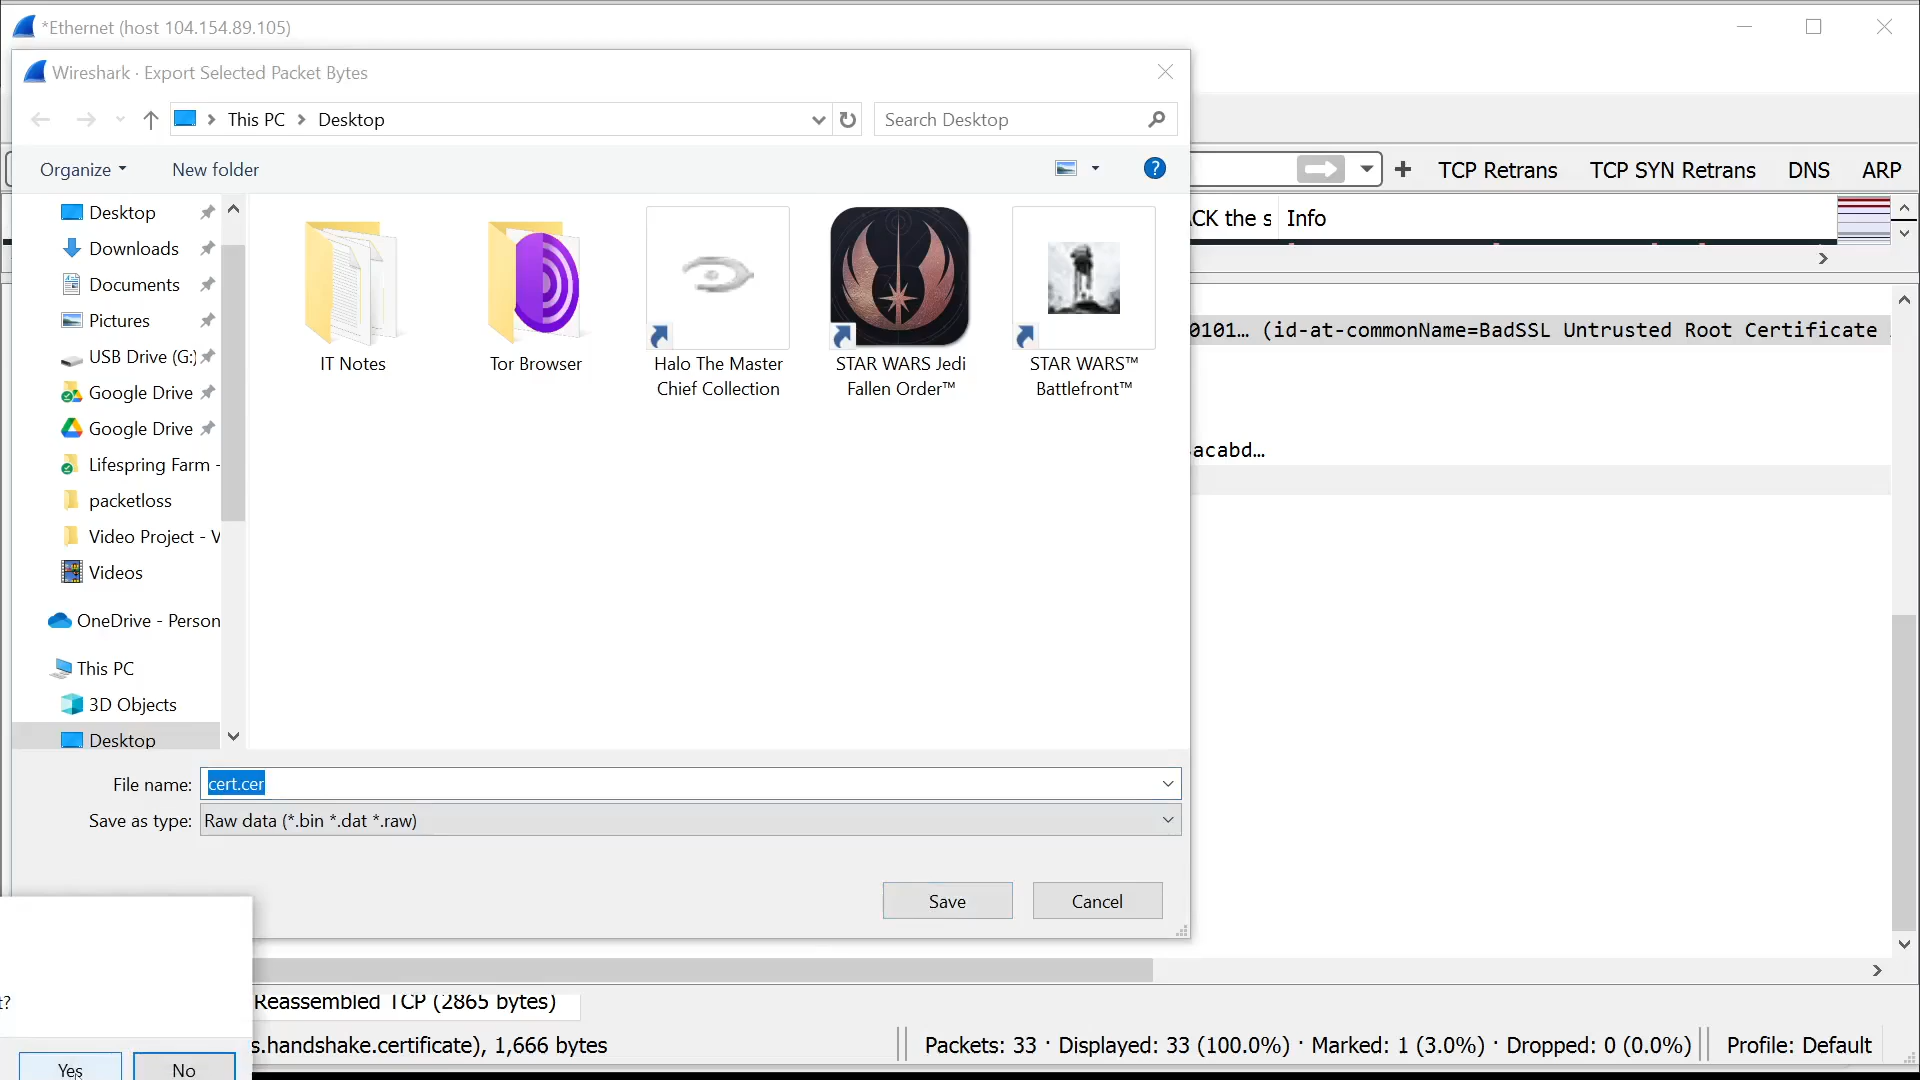 *Ethernet (host 104.154.89.105)
Wireshark · Export Selected Packet Bytes
This PC
Desktop
Search Desktop
Organize
New folder
?
TCP Retrans
TCP SYN Retrans
DNS
ARP
ACK the s
Info
Desktop
Downloads
Documents
Pictures
USB Drive (G:)
Google Drive
Google Drive
Lifespring Farm -
packetloss
Video Project - V
Videos
OneDrive - Person
This PC
3D Objects
Desktop
IT Notes
Tor Browser
Halo The Master
Chief Collection
STAR WARS Jedi
Fallen Order™
STAR WARS™
Battlefront™
0101… (id-at-commonName=BadSSL Untrusted Root Certificate
acabd…
File name:
cert.cer
Save as type:
Raw data (*.bin *.dat *.raw)
Save
Cancel
t?
Yes
No
Reassembled TCP (2865 bytes)
s.handshake.certificate), 1,666 bytes
Packets: 33 · Displayed: 33 (100.0%) · Marked: 1 (3.0%) · Dropped: 0 (0.0%)
Profile: Default